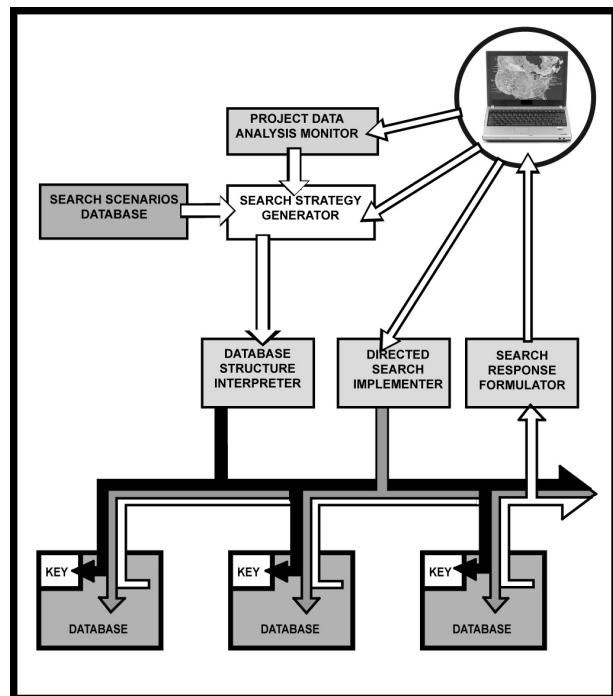 PROJECT DATA
ANALYSIS MONITOR
SEARCH SCENARIOS
DATABASE
SEARCH STRATEGY
GENERATOR
DATABASE
STRUCTURE
INTERPRETER
DIRECTED
SEARCH
IMPLEMENTER
SEARCH
RESPONSE
FORMULATOR
KEY
DATABASE
KEY
DATABASE
KEY
DATABASE